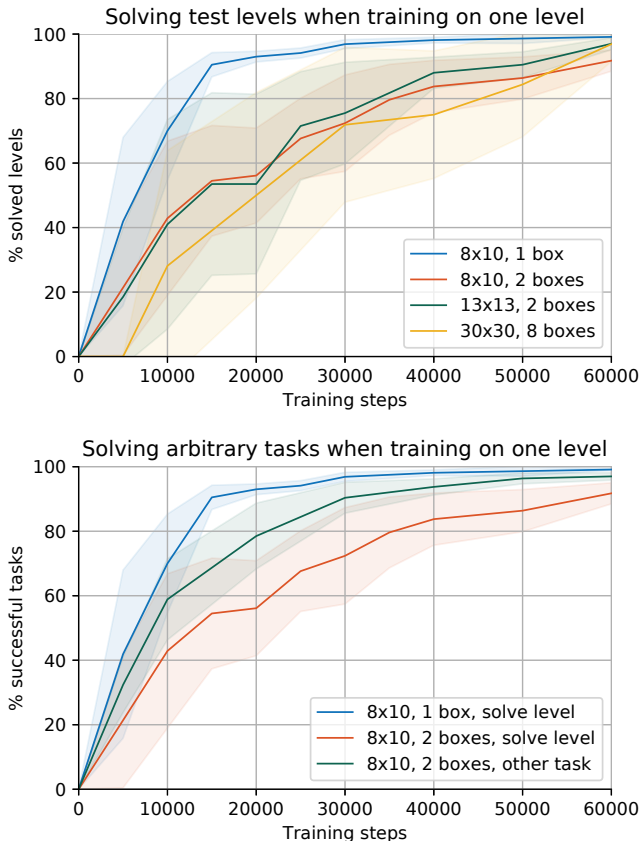 Solving test levels when training on one level
100
80
60
40
20
0
% solved levels
8x10, 1 box
8x10, 2 boxes
13x13, 2 boxes
30x30, 8 boxes
0 10000 20000 30000 40000 50000 60000
Training steps
Solving arbitrary tasks when training on one level
100
80
60
40
20
0
% successful tasks
8x10, 1 box, solve level
8x10, 2 boxes, solve level
8x10, 2 boxes, other task
0 10000 20000 30000 40000 50000 60000
Training steps